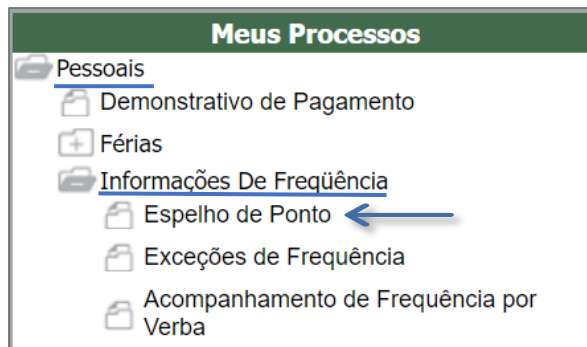 Meus Processos
Pessoais
Demonstrativo de Pagamento
Férias
Informações De Freqüência
Espelho de Ponto
Exceções de Frequência
Acompanhamento de Frequência por
Verba